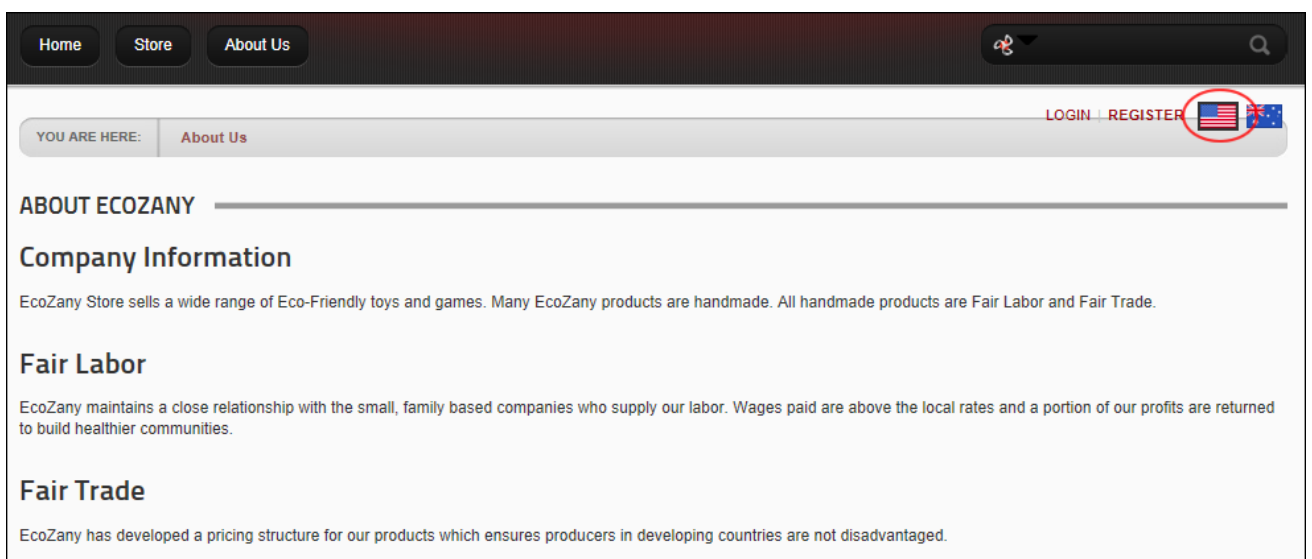 Home Store About Us
LOGIN | REGISTER
YOU ARE HERE: About Us
ABOUT ECOZANY
Company Information
EcoZany Store sells a wide range of Eco-Friendly toys and games. Many EcoZany products are handmade. All handmade products are Fair Labor and Fair Trade.
Fair Labor
EcoZany maintains a close relationship with the small, family based companies who supply our labor. Wages paid are above the local rates and a portion of our profits are returned
to build healthier communities.
Fair Trade
EcoZany has developed a pricing structure for our products which ensures producers in developing countries are not disadvantaged.